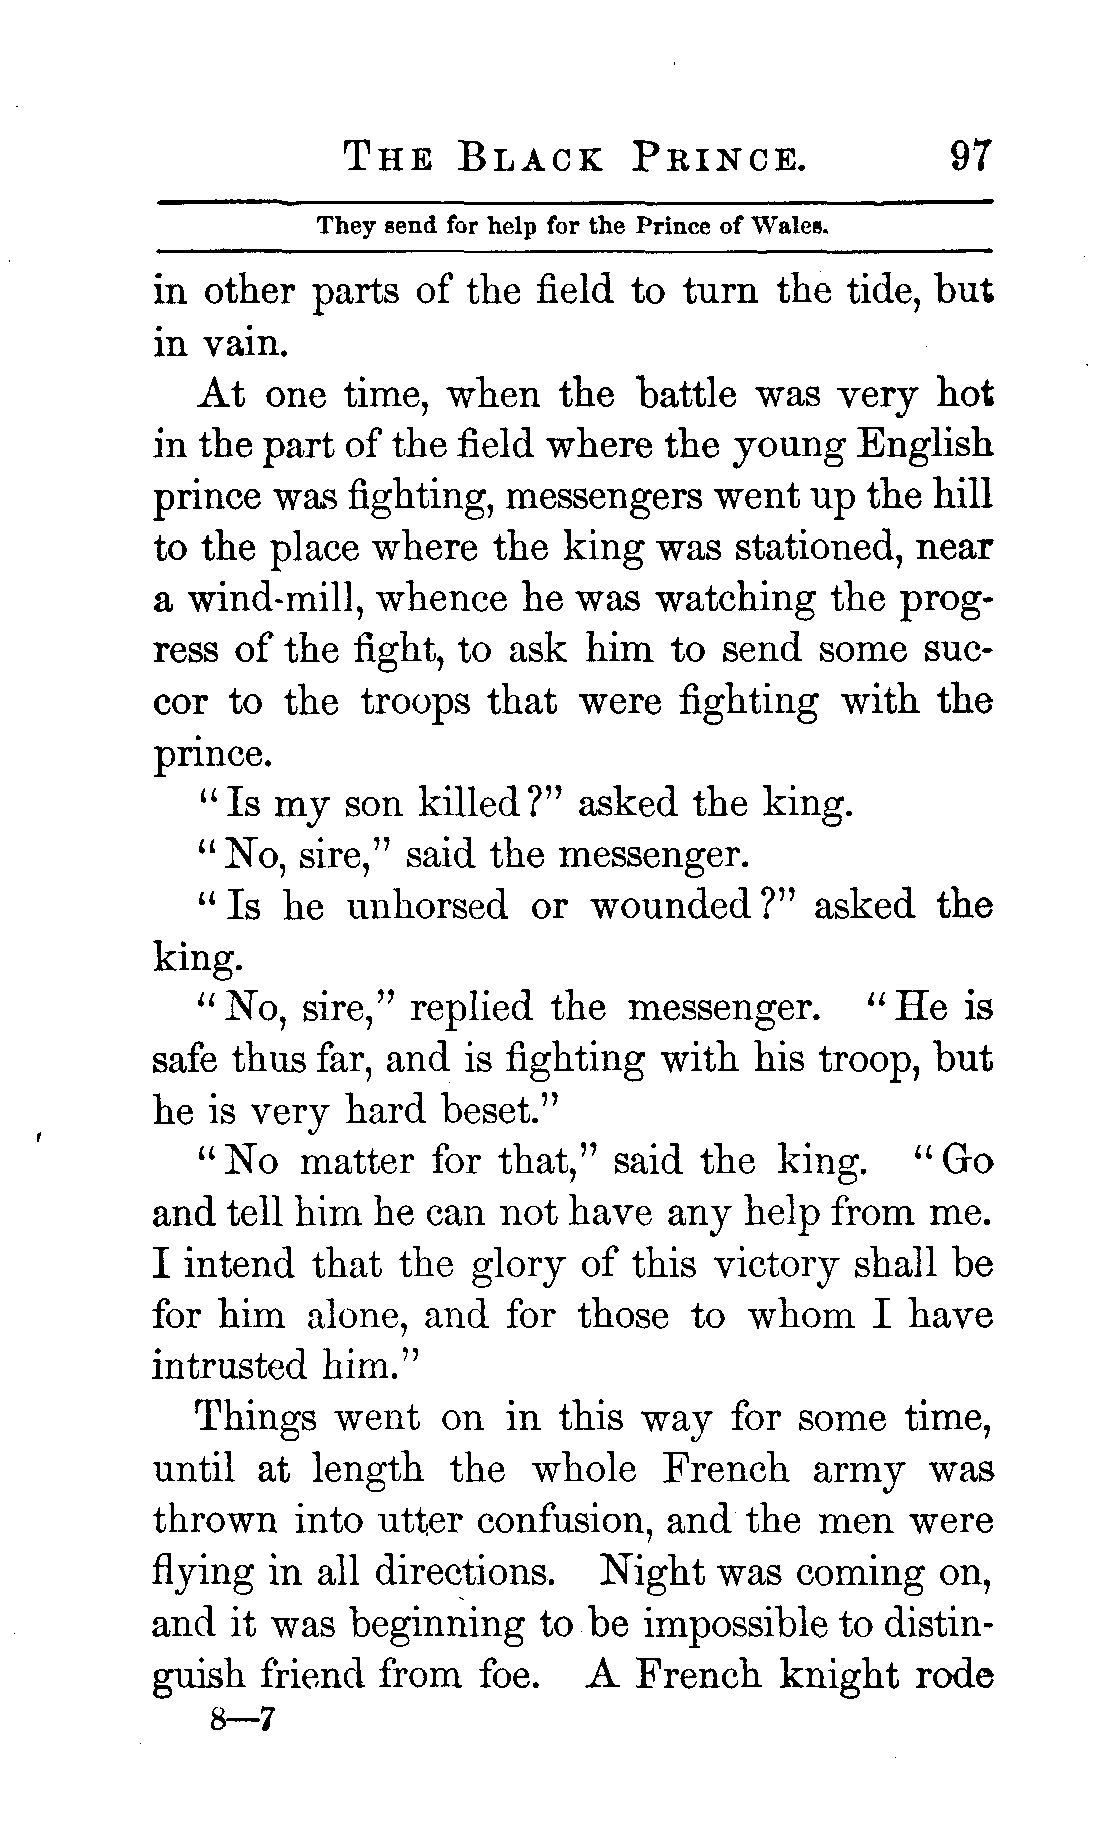 THE BLACK PRINCE. 97
They send for help for the Prince of Wales.
in other parts of the field to turn the tide, but
in vain.
At one time, when the battle was very hot
in the part of the field where the young English
prince was fighting, messengers went up the hill
to the place where the king was stationed, near
a wind-mill, whence he was watching the prog-
ress of the fight, to ask him to send some suc-
cor to the troops that were fighting with the
prince.
"Is my son killed?" asked the king.
"No, sire," said the messenger.
"Is he unhorsed or wounded?" asked the
king.
"No, sire," replied the messenger. "He is
safe thus far, and is fighting with his troop, but
he is very hard beset."
"No matter for that," said the king. "Go
and tell him he can not have any help from me.
I intend that the glory of this victory shall be
for him alone, and for those to whom I have
intrusted him."
Things went on in this way for some time,
until at length the whole French army was
thrown into utter confusion, and the men were
flying in all directions. Night was coming on,
and it was beginning to be impossible to distin-
guish friend from foe. A French knight rode
8—7